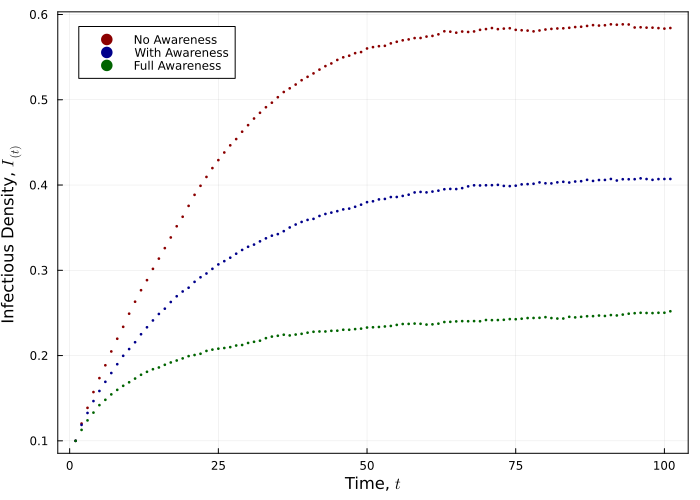 0.6
0.5
0.4
0.3
0.2
0.1
Infectious Density, I(t)
No Awareness
With Awareness
Full Awareness
0 25 50 75 100
Time, t